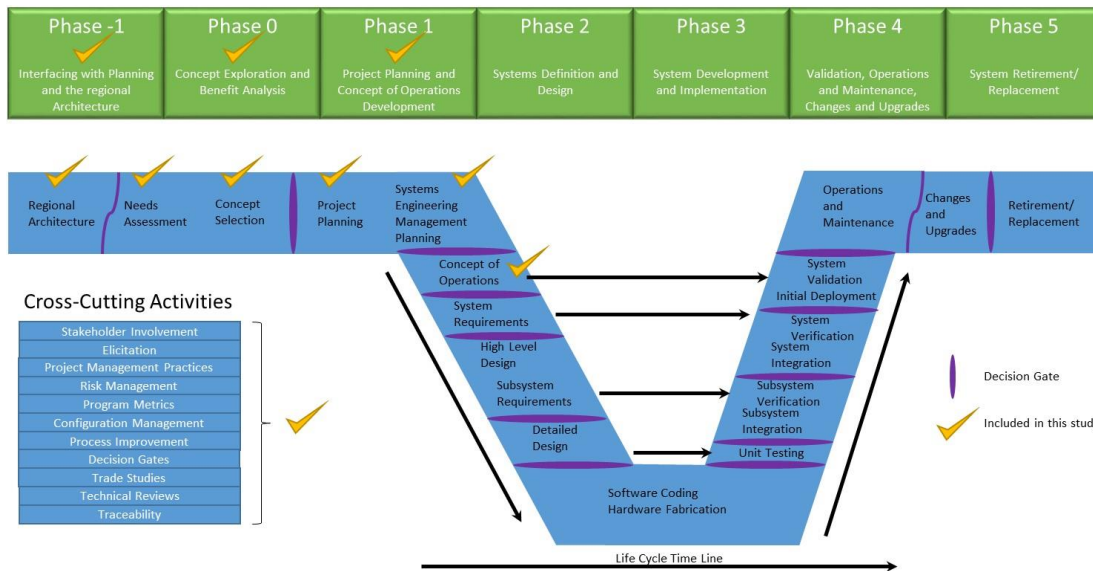 Phase -1
Interfacing with Planning
and the regional
Architecture
Phase 0
Concept Exploration and
Benefit Analysis
Phase 1
Project Planning and
Concept of Operations
Development
Phase 2
Systems Definition and
Design
Phase 3
System Development
and Implementation
Phase 4
Validation, Operations
and Maintenance,
Changes and Upgrades
Phase 5
System Retirement/
Replacement
Regional
Architecture
Needs
Assessment
Concept
Selection
Project
Planning
Systems
Engineering
Management
Planning
Concept of
Operations
System
Requirements
High Level
Design
Subsystem
Requirements
Detailed
Design
Software Coding
Hardware Fabrication
Unit Testing
Subsystem
Integration
Subsystem
Verification
System
Integration
System
Verification
Initial Deployment
System
Validation
Operations
and
Maintenance
Changes
and
Upgrades
Retirement/
Replacement
Cross-Cutting Activities
Stakeholder Involvement
Elicitation
Project Management Practices
Risk Management
Program Metrics
Configuration Management
Process Improvement
Decision Gates
Trade Studies
Technical Reviews
Traceability
Decision Gate
Included in this stud
Life Cycle Time Line